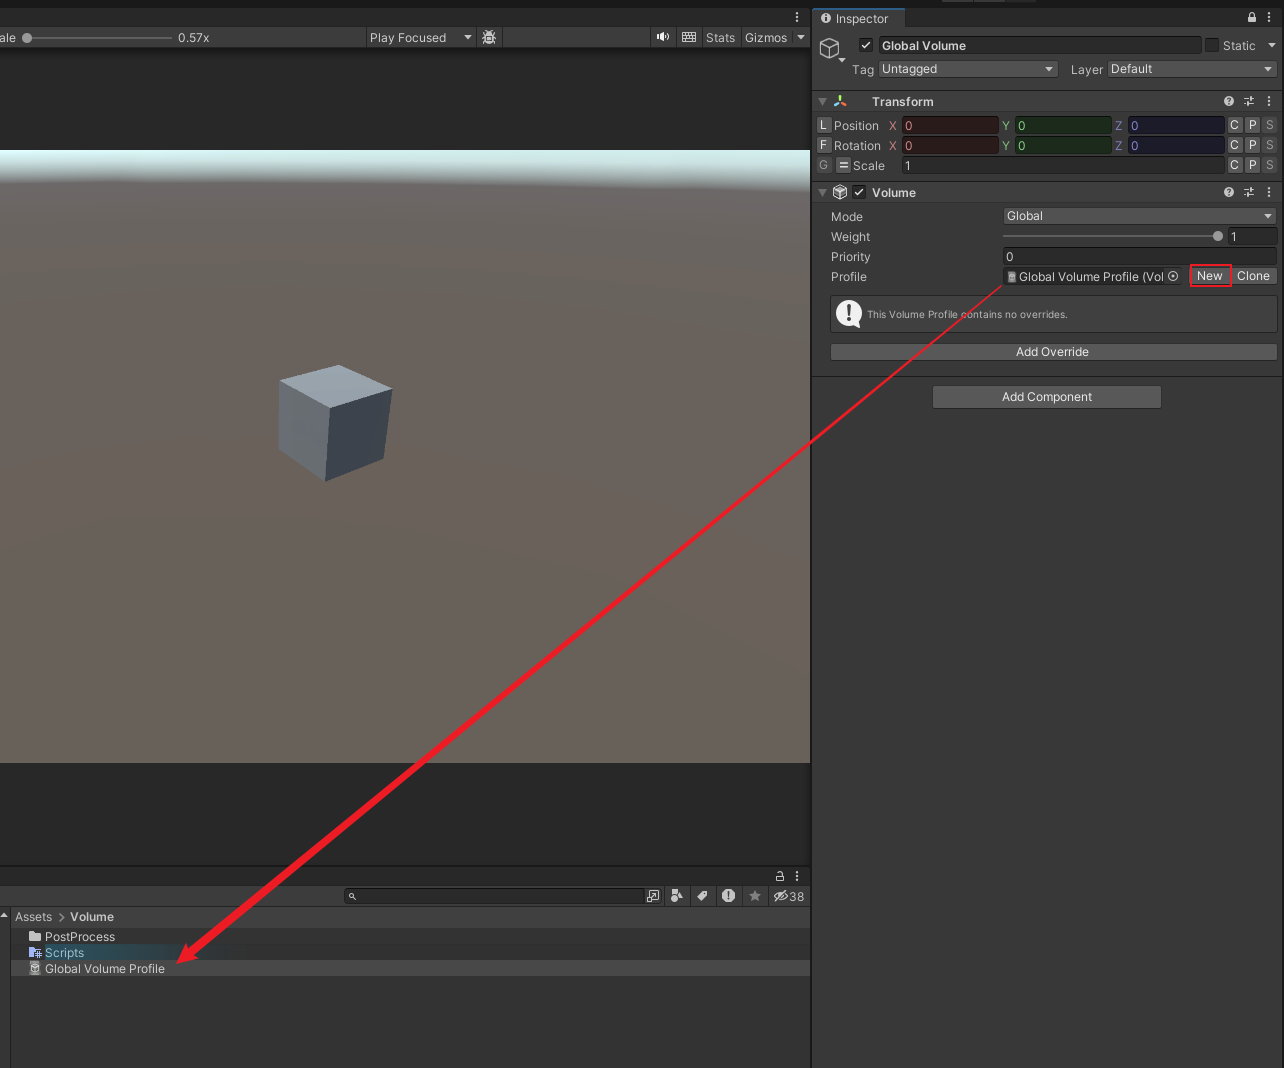 ale 0.57x Play Focused Stats Gizmos
Inspector
Global Volume Static
Tag Untagged Layer Default
Transform
L Position X 0 Y 0 Z 0 C P S
F Rotation X 0 Y 0 Z 0 C P S
G = Scale 1 C P S
Volume
Mode Global
Weight 1
Priority 0
Profile Global Volume Profile (Vol New Clone
This Volume Profile contains no overrides.
Add Override
Add Component
38
Assets > Volume
PostProcess
Scripts
Global Volume Profile